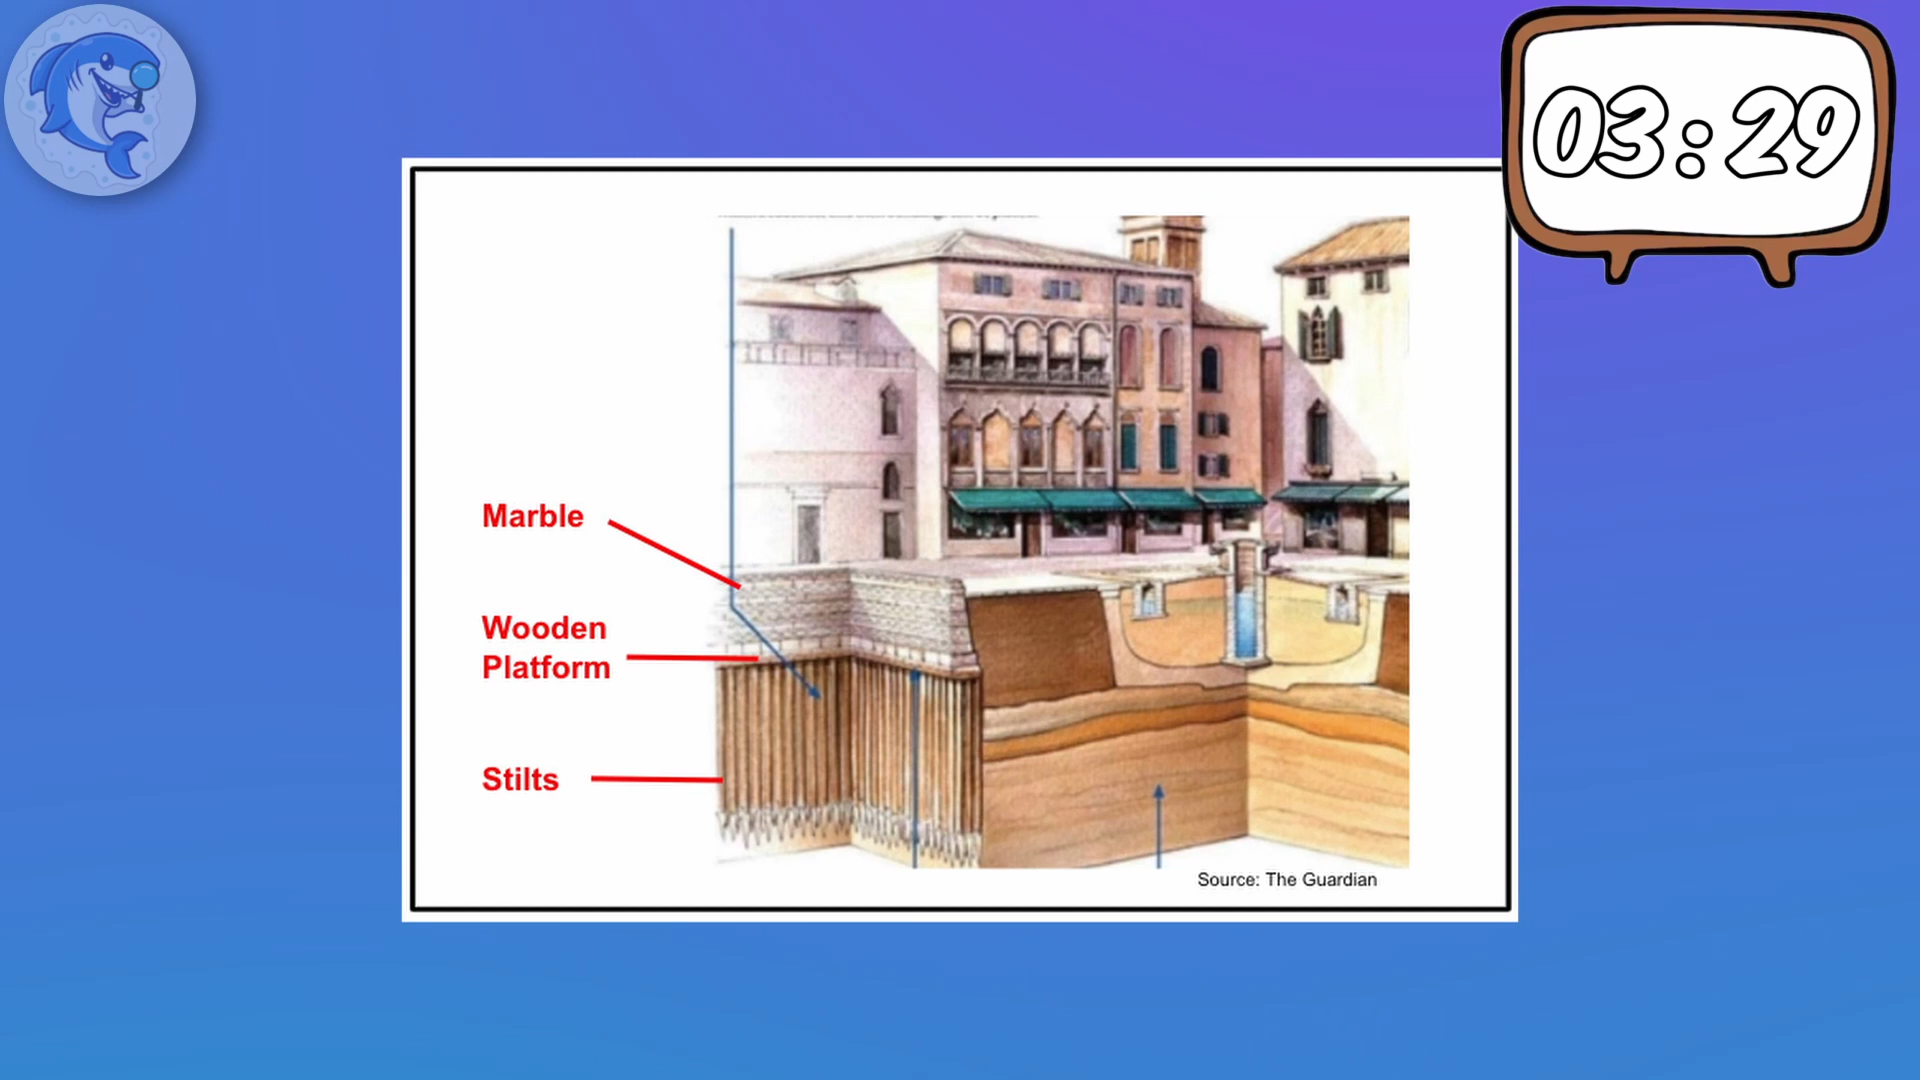 03:29
Marble
Wooden
Platform
Stilts
Source: The Guardian